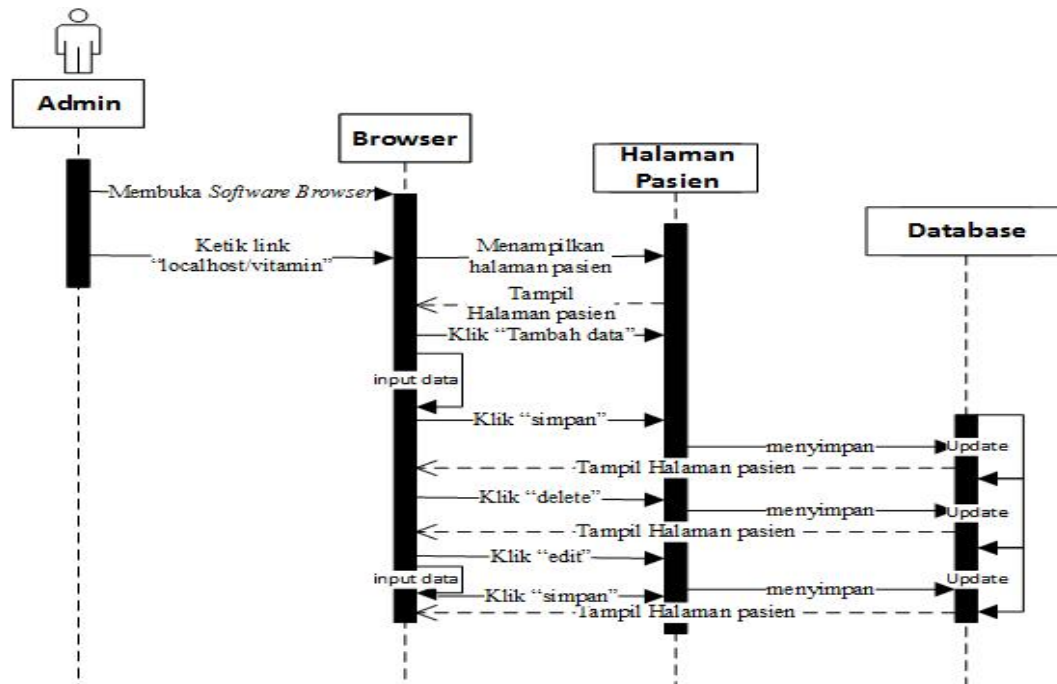 Admin
Browser
Halaman
Pasien
Database
Membuka Software Browser
Ketik link
“localhost/vitamin”
Menampilkan
halaman pasien
Tampil
Halaman pasien
Klik “Tambah data”
input data
Klik “simpan”
menyimpan
Update
Tampil Halaman pasien
Klik “delete”
menyimpan
Update
Tampil Halaman pasien
Klik “edit”
input data
Klik “simpan”
menyimpan
Update
Tampil Halaman pasien